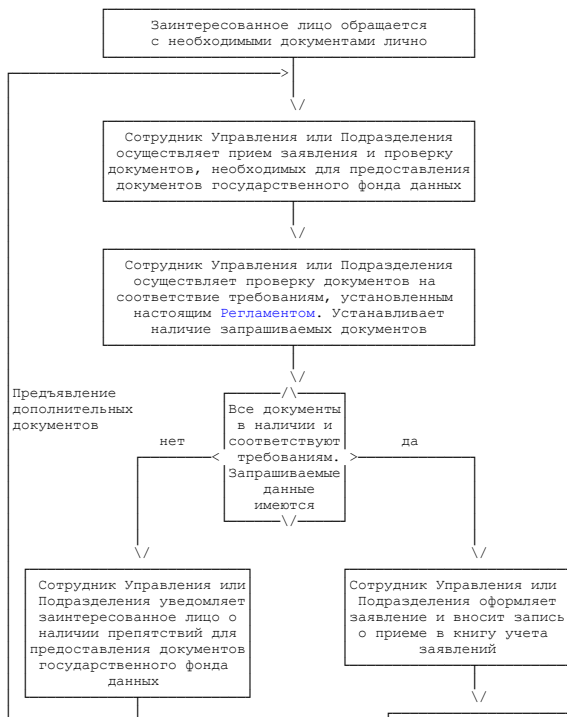 Заинтересованное лицо обращается
с необходимыми документами лично
Сотрудник Управления или Подразделения
осуществляет прием заявления и проверку
документов, необходимых для предоставления
документов государственного фонда данных
Сотрудник Управления или Подразделения
осуществляет проверку документов на
соответствие требованиям, установленным
настоящим Регламентом. Устанавливает
наличие запрашиваемых документов
Предъявление
дополнительных
документов
Все документы
в наличии и
соответствуют
требованиям.
Запрашиваемые
данные
имеются
нет
да
Сотрудник Управления или
Подразделения уведомляет
заинтересованное лицо о
наличии препятствий для
предоставления документов
государственного фонда
данных
Сотрудник Управления или
Подразделения оформляет
заявление и вносит запись
о приеме в книгу учета
заявлений